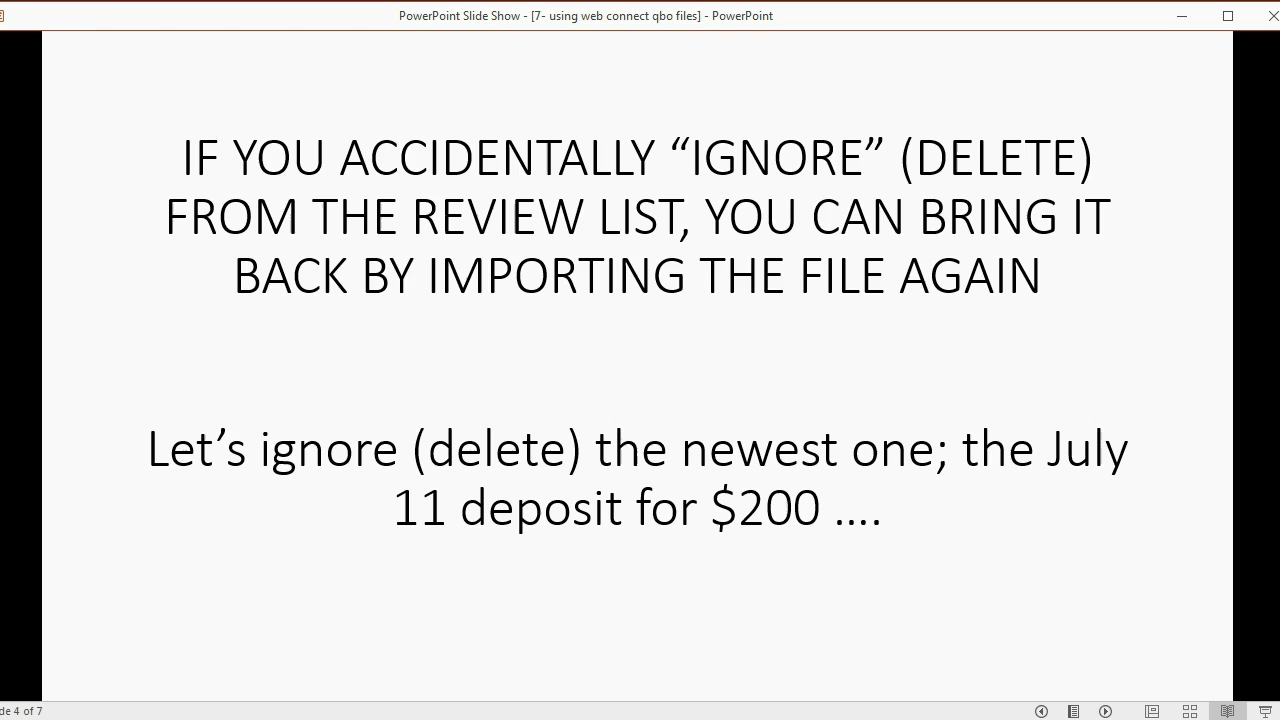 PowerPoint Slide Show - [7- using web connect qbo files] - PowerPoint
IF YOU ACCIDENTALLY “IGNORE” (DELETE)
FROM THE REVIEW LIST, YOU CAN BRING IT
BACK BY IMPORTING THE FILE AGAIN
Let’s ignore (delete) the newest one; the July
11 deposit for $200 ….
de 4 of 7